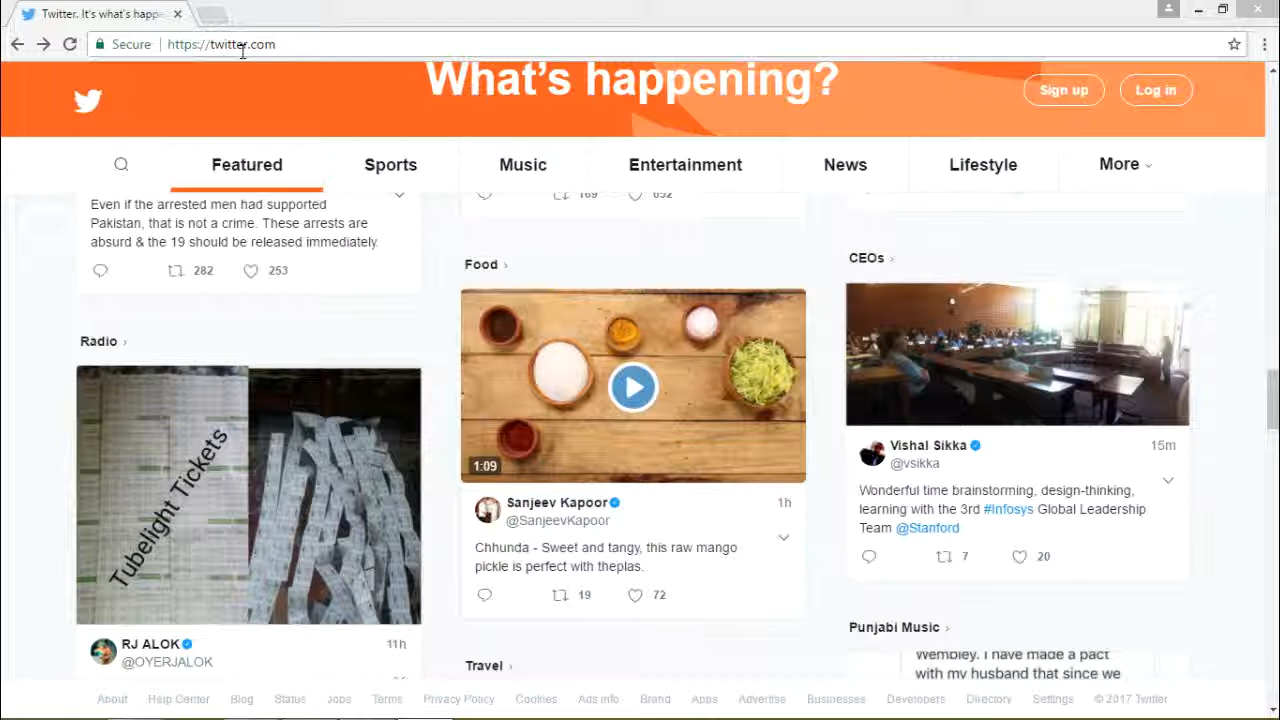 Twitter. It's what's happe
Secure
https://twitter.com
What's happening?
Sign up
Log in
Featured
Sports
Music
Entertainment
News
Lifestyle
More
Even if the arrested men had supported
Pakistan, that is not a crime. These arrests are
absurd & the 19 should be released immediately.
282
253
Radio
Tubelight Tickets
RJ ALOK
11h
@OYERJALOK
169
652
Food
1:09
Sanjeev Kapoor
1h
@SanjeevKapoor
Chhunda - Sweet and tangy, this raw mango
pickle is perfect with theplas.
19
72
Travel
CEOs
Vishal Sikka
15m
@vsikka
Wonderful time brainstorming, design-thinking,
learning with the 3rd #Infosys Global Leadership
Team @Stanford
7
20
Punjabi Music
Wembley. I have made a pact
with my husband that since we
About
Help Center
Blog
Status
Jobs
Terms
Privacy Policy
Cookies
Ads info
Brand
Apps
Advertise
Businesses
Developers
Directory
Settings
© 2017 Twitter